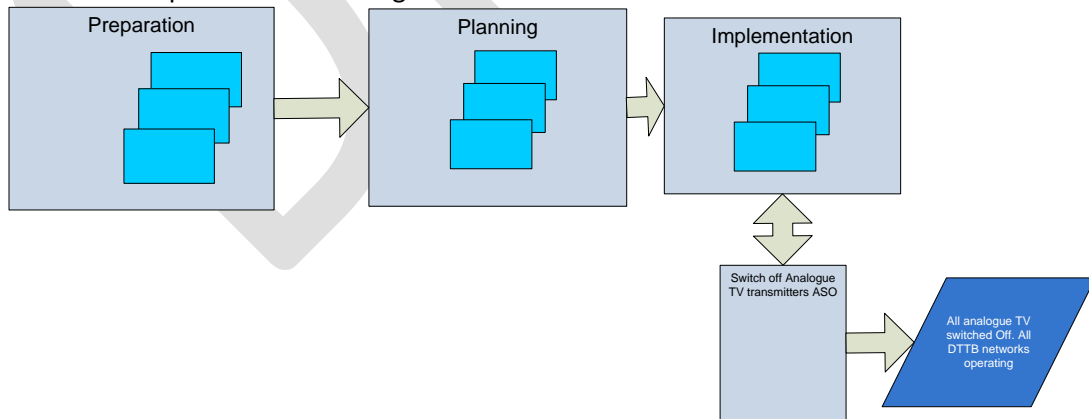 Preparation
Planning
Implementation
Switch off Analogue
TV transmitters ASO
All analogue TV
switched Off. All
DTTB networks
operating